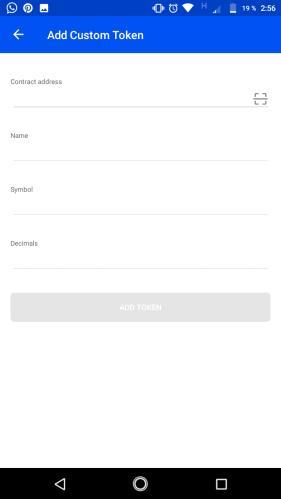 H 19 % 2:56
Add Custom Token
Contract address
Name
Symbol
Decimals
ADD TOKEN